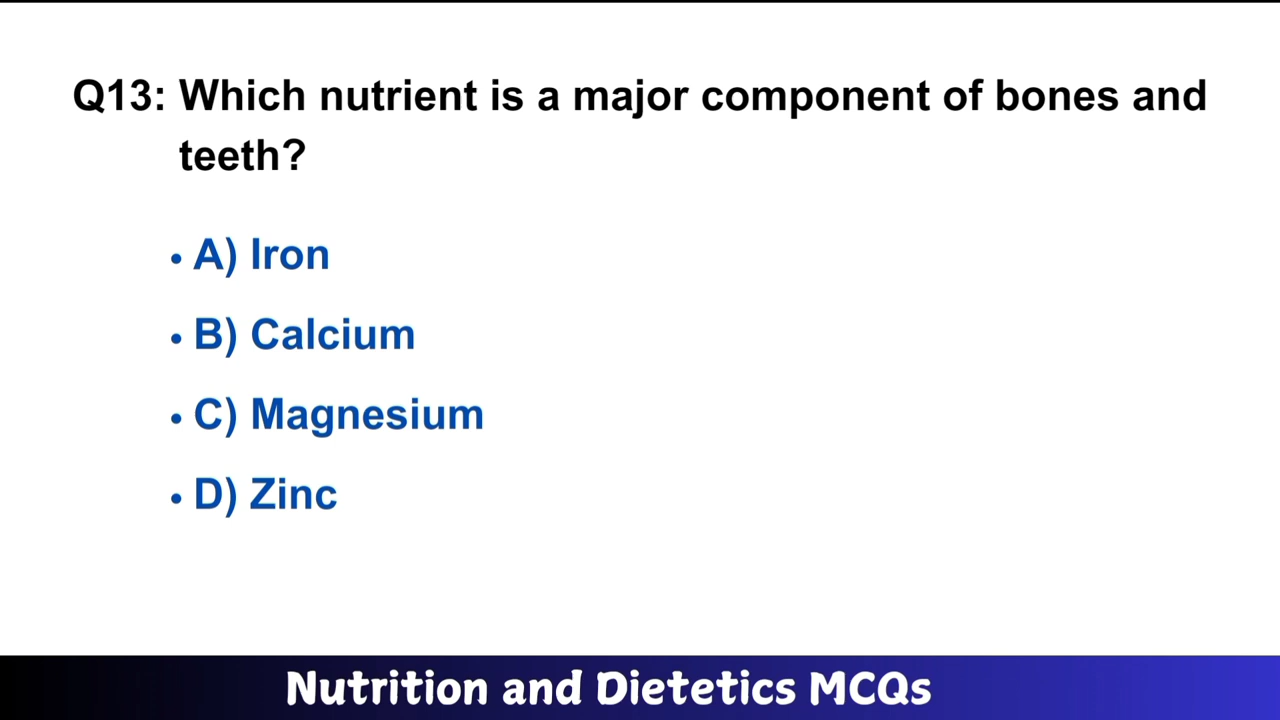 Q13: Which nutrient is a major component of bones and
teeth?
• A) Iron
• B) Calcium
• C) Magnesium
• D) Zinc
Nutrition and Dietetics MCQs